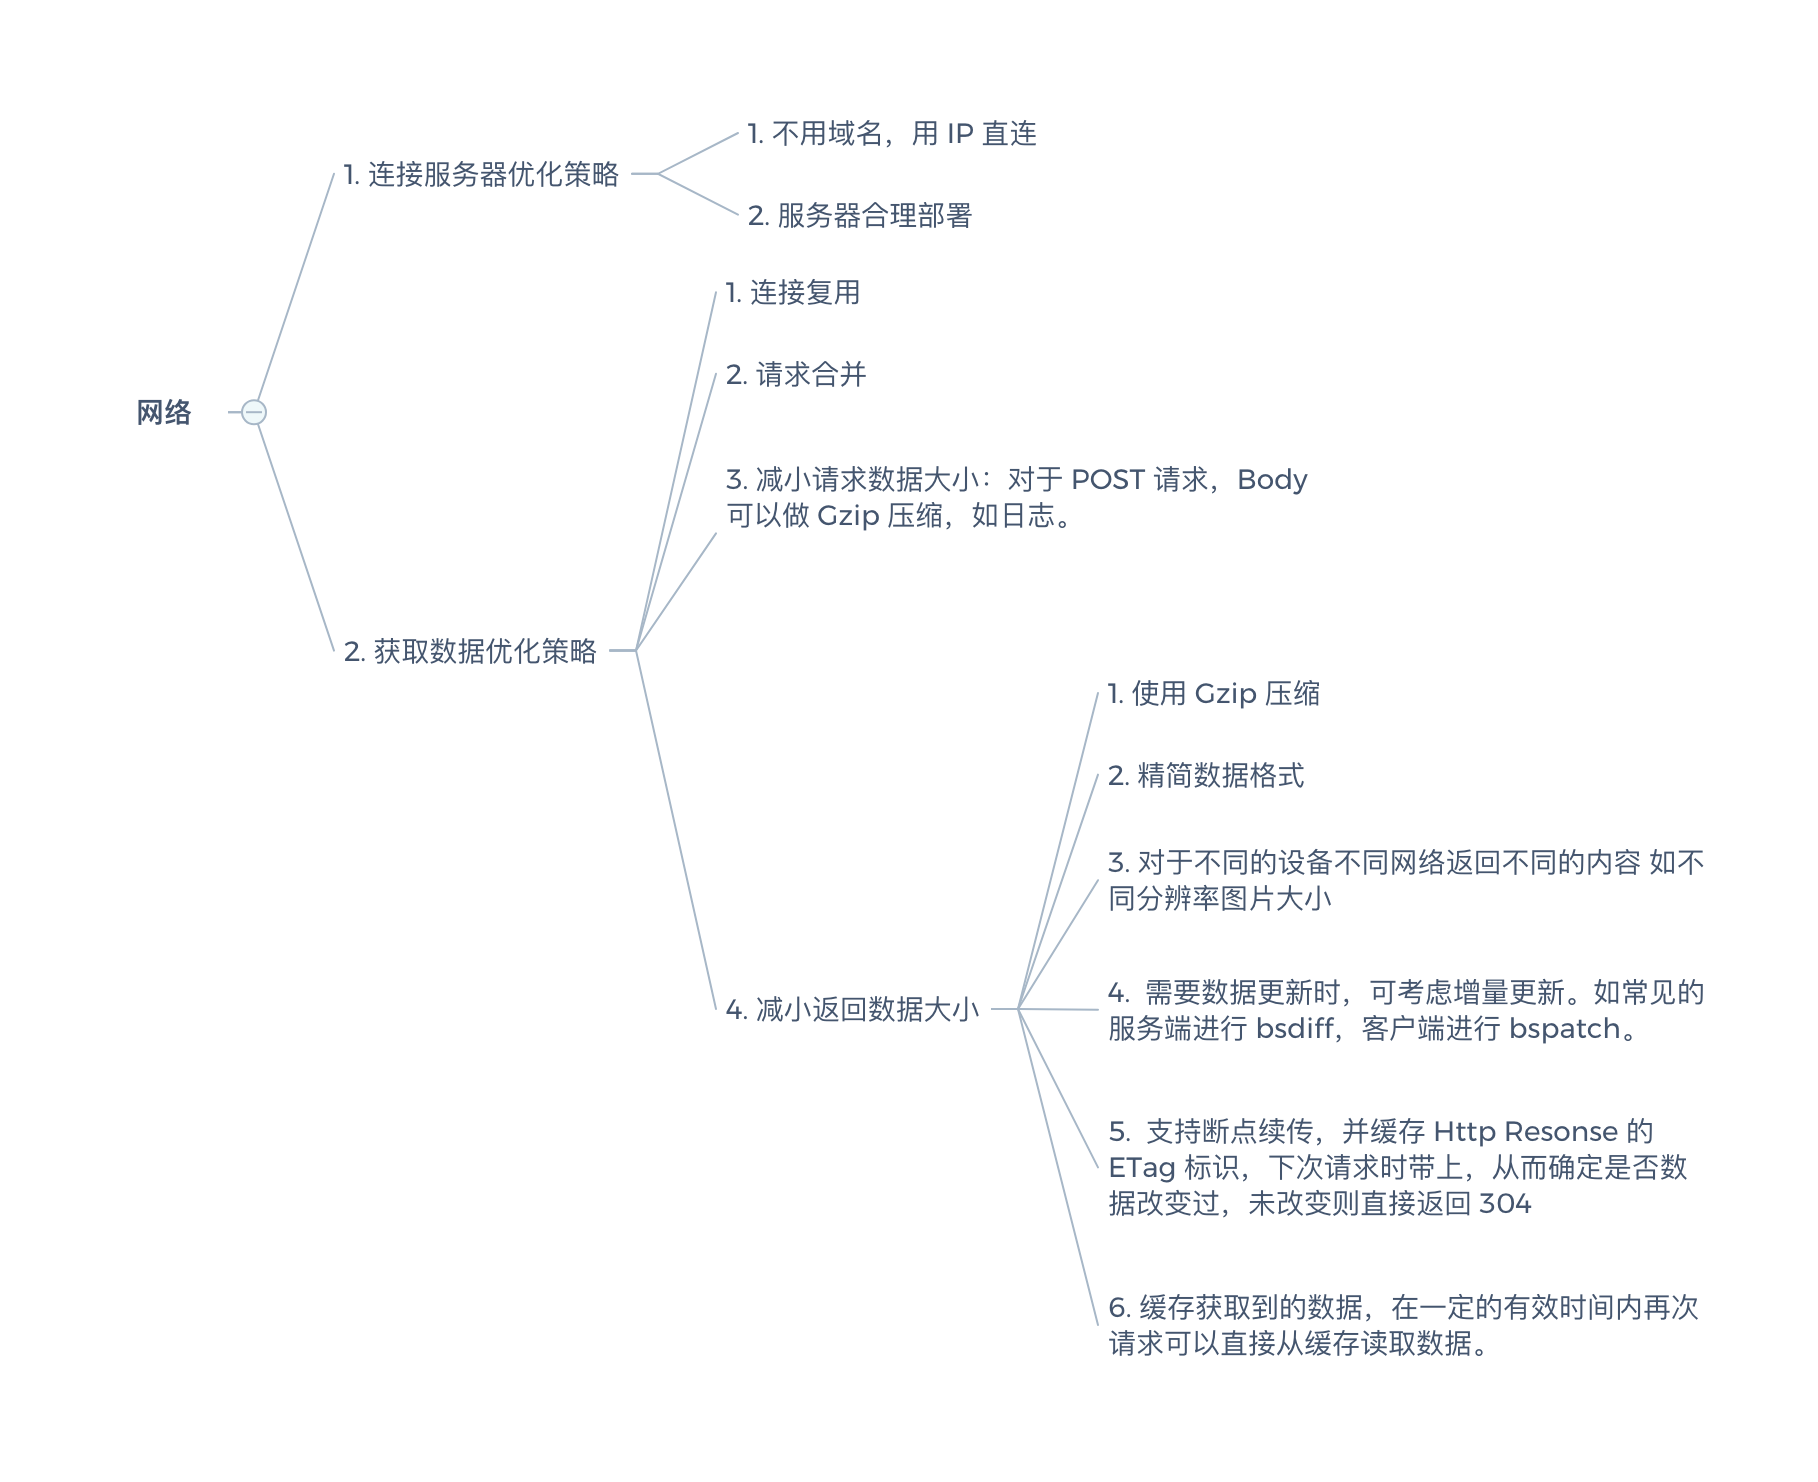 网络
1. 连接服务器优化策略
1. 不用域名，用 IP 直连
2. 服务器合理部署
2. 获取数据优化策略
1. 连接复用
2. 请求合并
3. 减小请求数据大小：对于 POST 请求，Body
可以做 Gzip 压缩，如日志。
4. 减小返回数据大小
1. 使用 Gzip 压缩
2. 精简数据格式
3. 对于不同的设备不同网络返回不同的内容 如不
同分辨率图片大小
4.  需要数据更新时，可考虑增量更新。如常见的
服务端进行 bsdiff，客户端进行 bspatch。
5.  支持断点续传，并缓存 Http Resonse 的
ETag 标识，下次请求时带上，从而确定是否数
据改变过，未改变则直接返回 304
6. 缓存获取到的数据，在一定的有效时间内再次
请求可以直接从缓存读取数据。